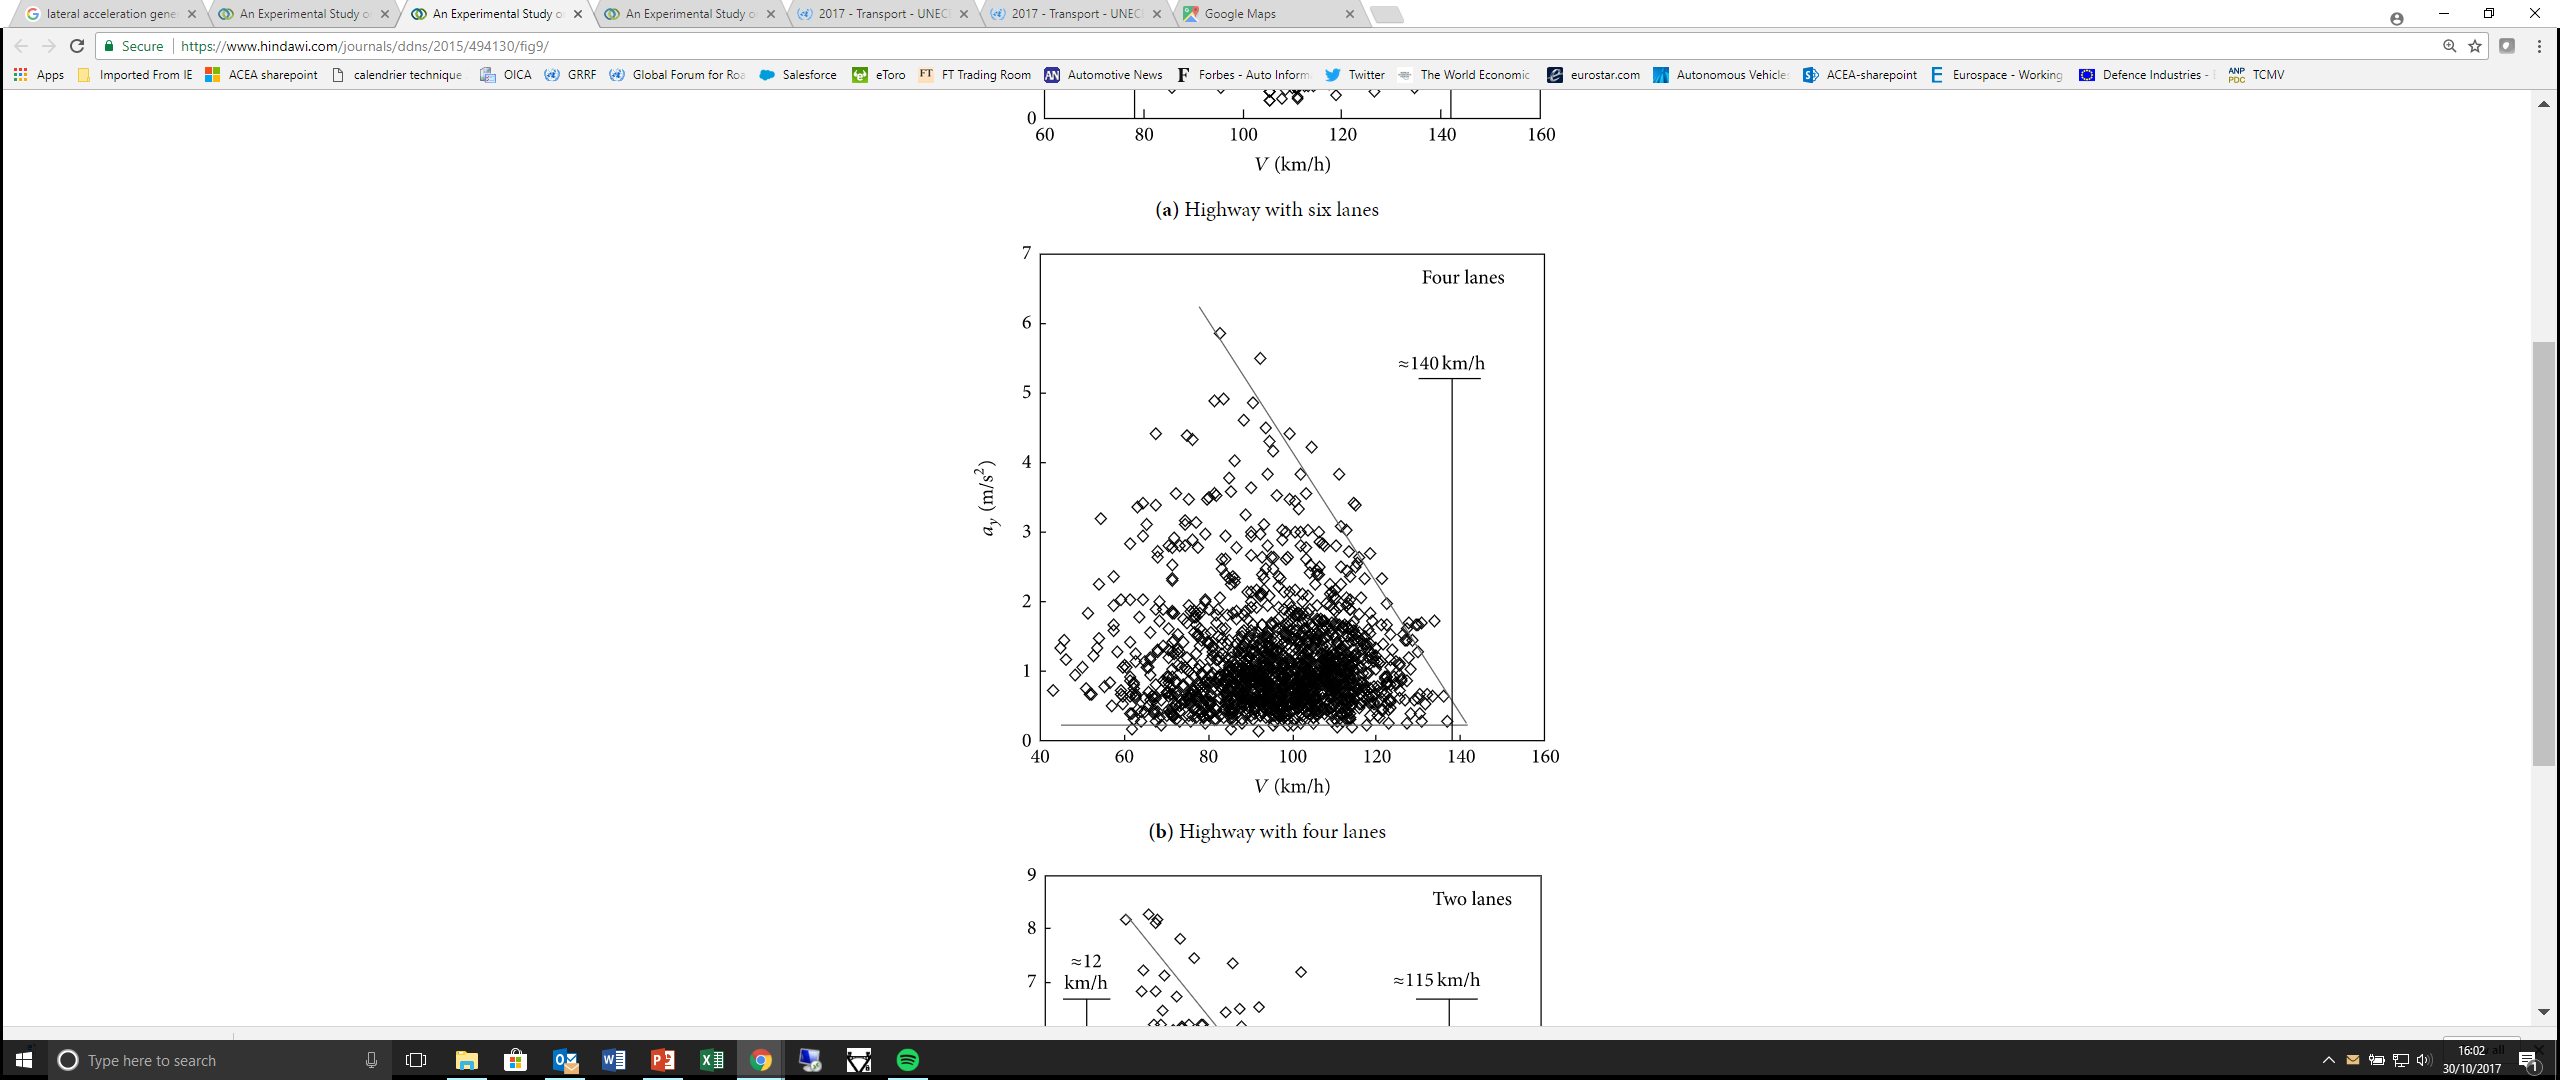 lateral acceleration gene
An Experimental Study o
An Experimental Study o
An Experimental Study o
2017 - Transport - UNEC
2017 - Transport - UNEC
Google Maps
Secure https://www.hindawi.com/journals/ddns/2015/494130/fig9/
Apps Imported From IE ACEA sharepoint calendrier technique OICA GRRF Global Forum for Roa Salesforce eToro FT FT Trading Room AN Automotive News F Forbes - Auto Inform Twitter The World Economic eurostar.com Autonomous Vehicle ACEA-sharepoint E Eurospace - Working Defence Industries - ANP PDC TCMV
0
60 80 100 120 140 160
V (km/h)
(a) Highway with six lanes
7
Four lanes
6
≈140 km/h
5
4
a_y (m/s²)
3
2
1
0
40 60 80 100 120 140 160
V (km/h)
(b) Highway with four lanes
9
Two lanes
8
≈12
km/h
≈115 km/h
7
Type here to search
16:02
30/10/2017
1